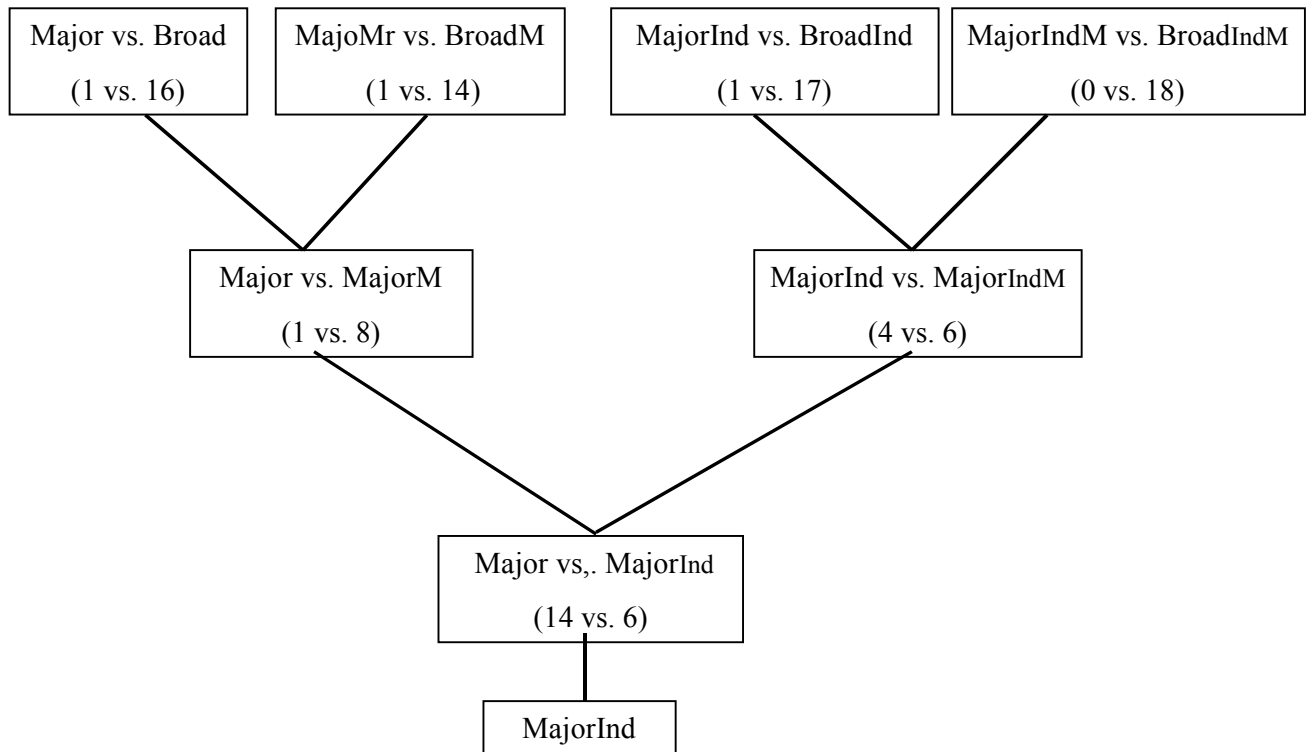 Major vs. Broad
(1 vs. 16)
MajoMr vs. BroadM
(1 vs. 14)
MajorInd vs. BroadInd
(1 vs. 17)
MajorIndM vs. BroadIndM
(0 vs. 18)
Major vs. MajorM
(1 vs. 8)
MajorInd vs. MajorIndM
(4 vs. 6)
Major vs,. MajorInd
(14 vs. 6)
MajorInd